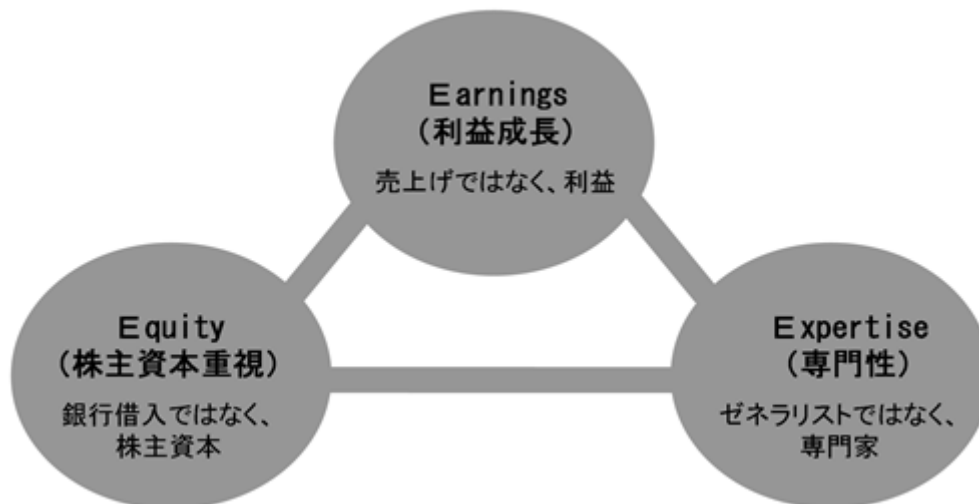 Earnings
（利益成長）
売上げではなく、利益
Equity
（株主資本重視）
銀行借入ではなく、
株主資本
Expertise
（専門性）
ゼネラリストではなく、
専門家